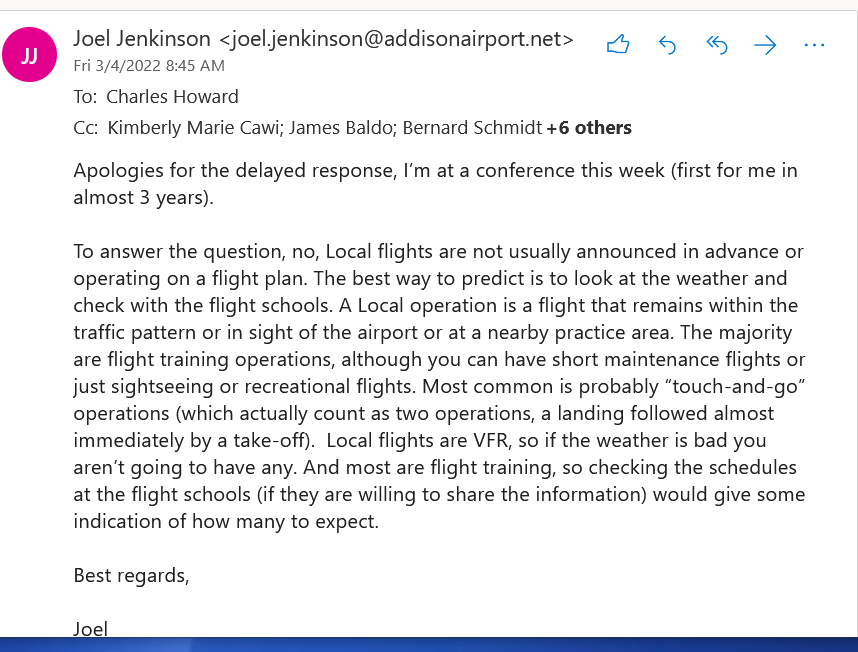 JJ
Joel Jenkinson <joel.jenkinson@addisonairport.net>
Fri 3/4/2022 8:45 AM
To: Charles Howard
Cc: Kimberly Marie Cawi; James Baldo; Bernard Schmidt +6 others
Apologies for the delayed response, I’m at a conference this week (first for me in
almost 3 years).
To answer the question, no, Local flights are not usually announced in advance or
operating on a flight plan. The best way to predict is to look at the weather and
check with the flight schools. A Local operation is a flight that remains within the
traffic pattern or in sight of the airport or at a nearby practice area. The majority
are flight training operations, although you can have short maintenance flights or
just sightseeing or recreational flights. Most common is probably “touch-and-go”
operations (which actually count as two operations, a landing followed almost
immediately by a take-off).  Local flights are VFR, so if the weather is bad you
aren’t going to have any. And most are flight training, so checking the schedules
at the flight schools (if they are willing to share the information) would give some
indication of how many to expect.
Best regards,
Joel